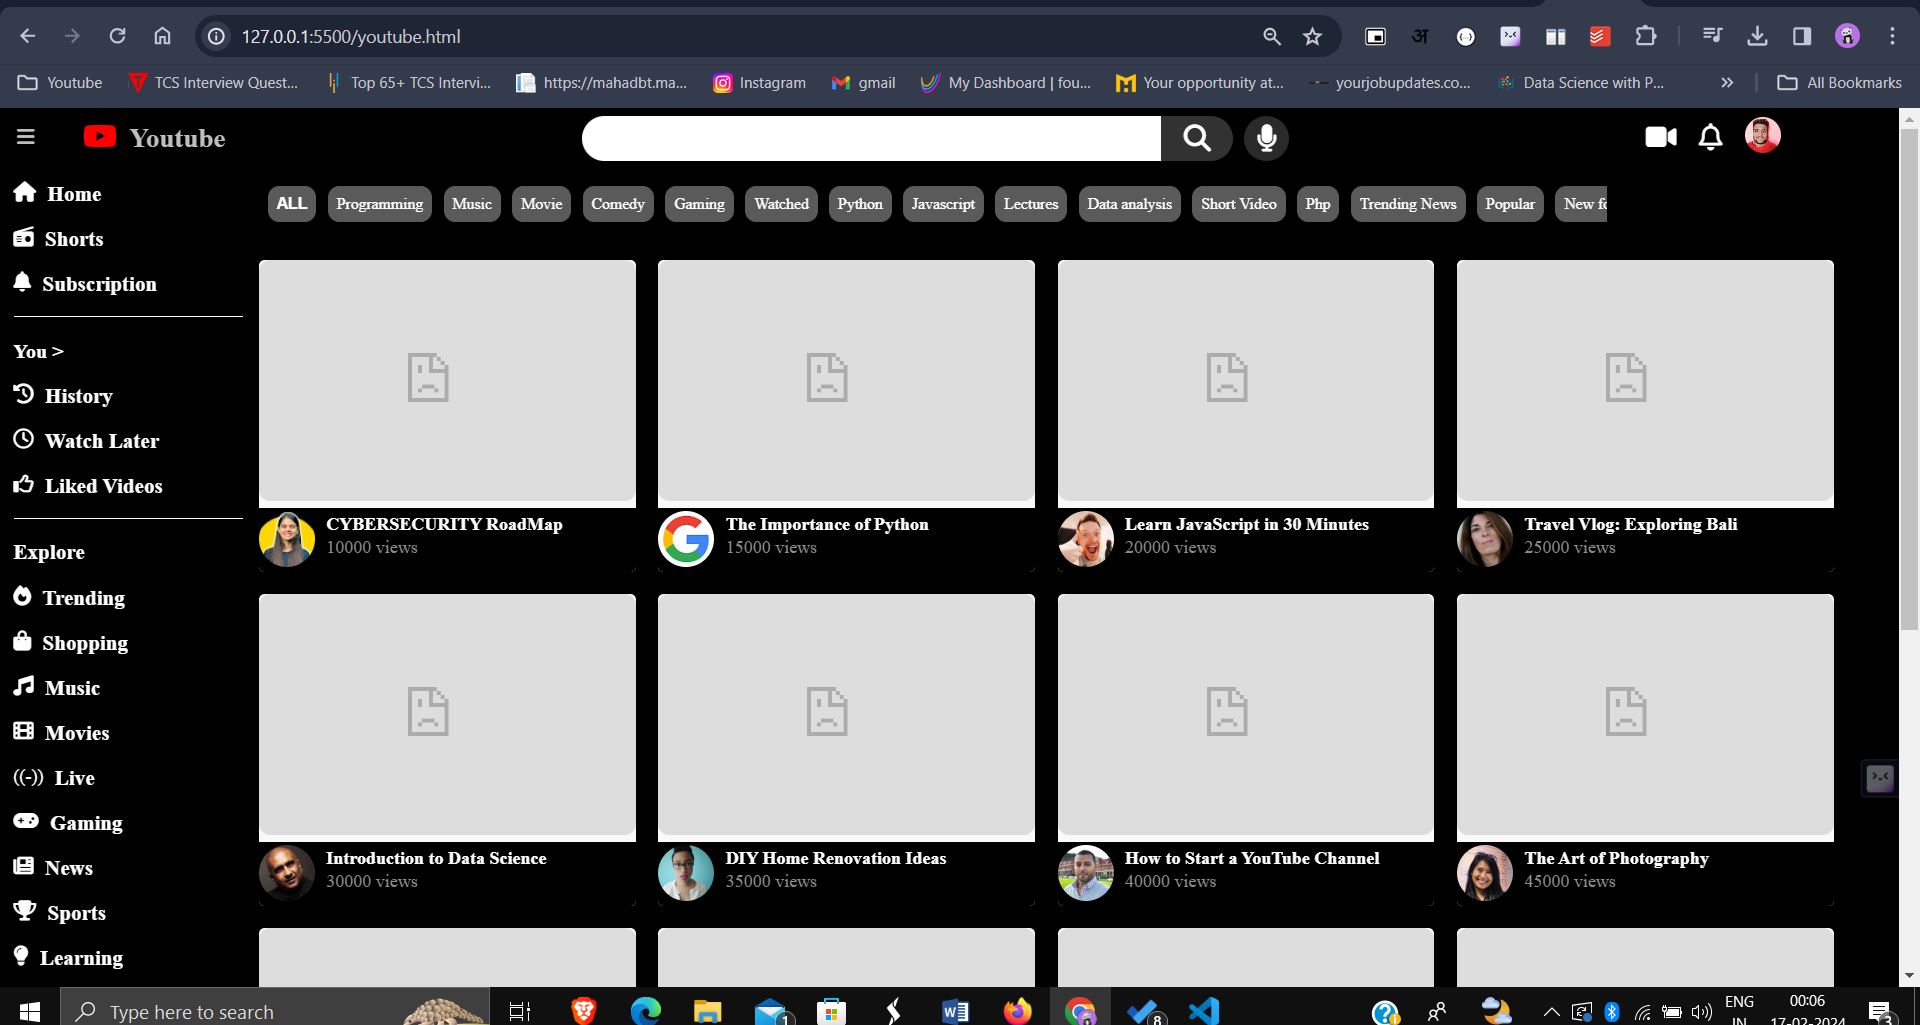 127.0.0.1:5500/youtube.html
अ
Youtube
TCS Interview Quest...
Top 65+ TCS Intervi...
https://mahadbt.ma...
Instagram
gmail
My Dashboard | fou...
Your opportunity at...
yourjobupdates.co...
Data Science with P...
All Bookmarks
Youtube
Home
Shorts
Subscription
You >
History
Watch Later
Liked Videos
Explore
Trending
Shopping
Music
Movies
((-)) Live
Gaming
News
Sports
Learning
ALL
Programming
Music
Movie
Comedy
Gaming
Watched
Python
Javascript
Lectures
Data analysis
Short Video
Php
Trending News
Popular
New fo
CYBERSECURITY RoadMap
10000 views
The Importance of Python
15000 views
Learn JavaScript in 30 Minutes
20000 views
Travel Vlog: Exploring Bali
25000 views
Introduction to Data Science
30000 views
DIY Home Renovation Ideas
35000 views
How to Start a YouTube Channel
40000 views
The Art of Photography
45000 views
Type here to search
1
8
ENG
IN
00:06
17-02-2024
3